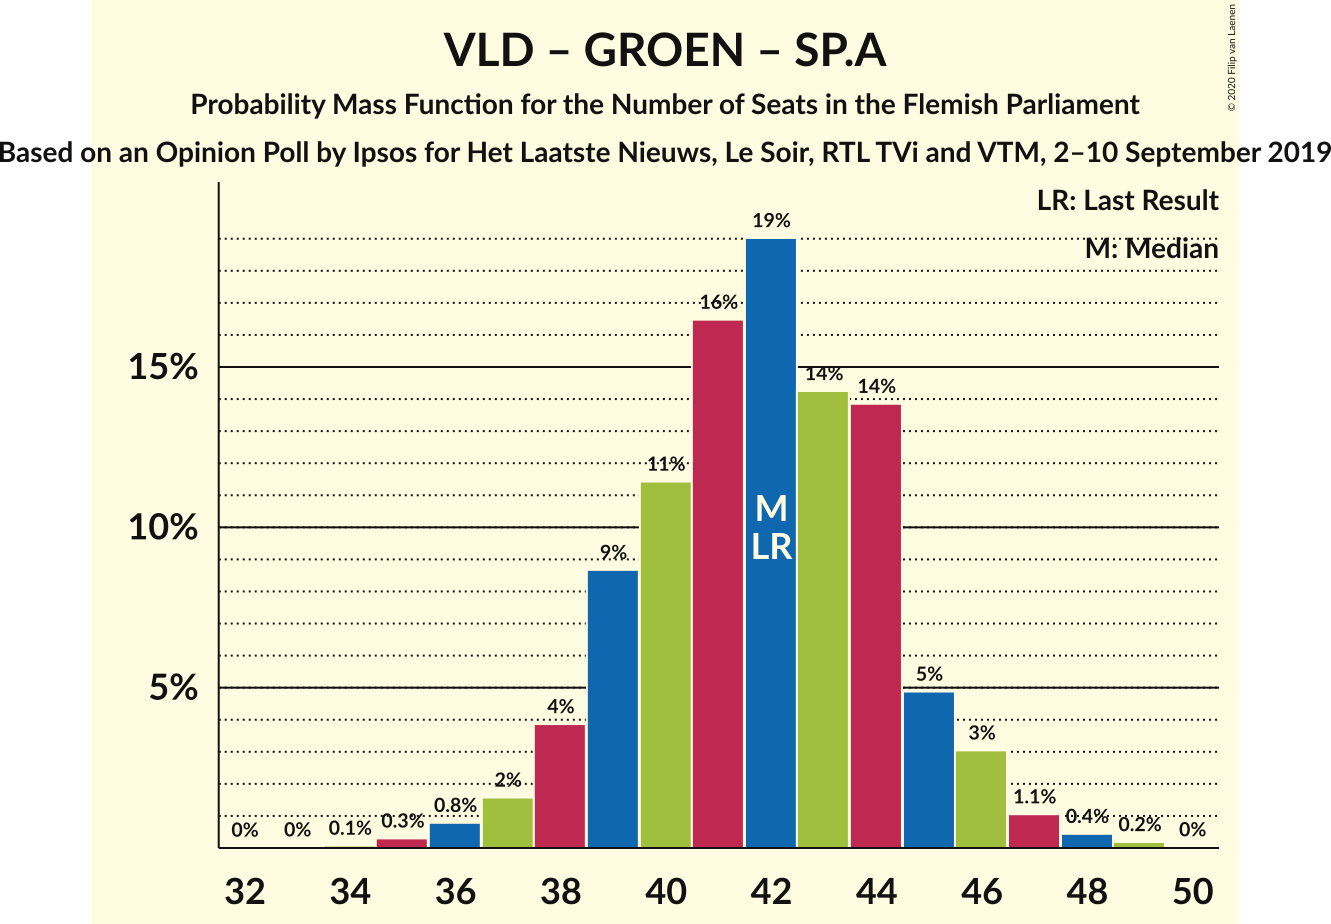 VLD – GROEN – SP.A
Probability Mass Function for the Number of Seats in the Flemish Parliament
Based on an Opinion Poll by Ipsos for Het Laatste Nieuws, Le Soir, RTL TVi and VTM, 2–10 September 2019
© 2020 Filip van Laenen
LR: Last Result
M: Median
15%
10%
5%
0%
0%
0.1%
0.3%
0.8%
2%
4%
9%
11%
16%
19%
14%
14%
5%
3%
1.1%
0.4%
0.2%
0%
M
LR
32 34 36 38 40 42 44 46 48 50